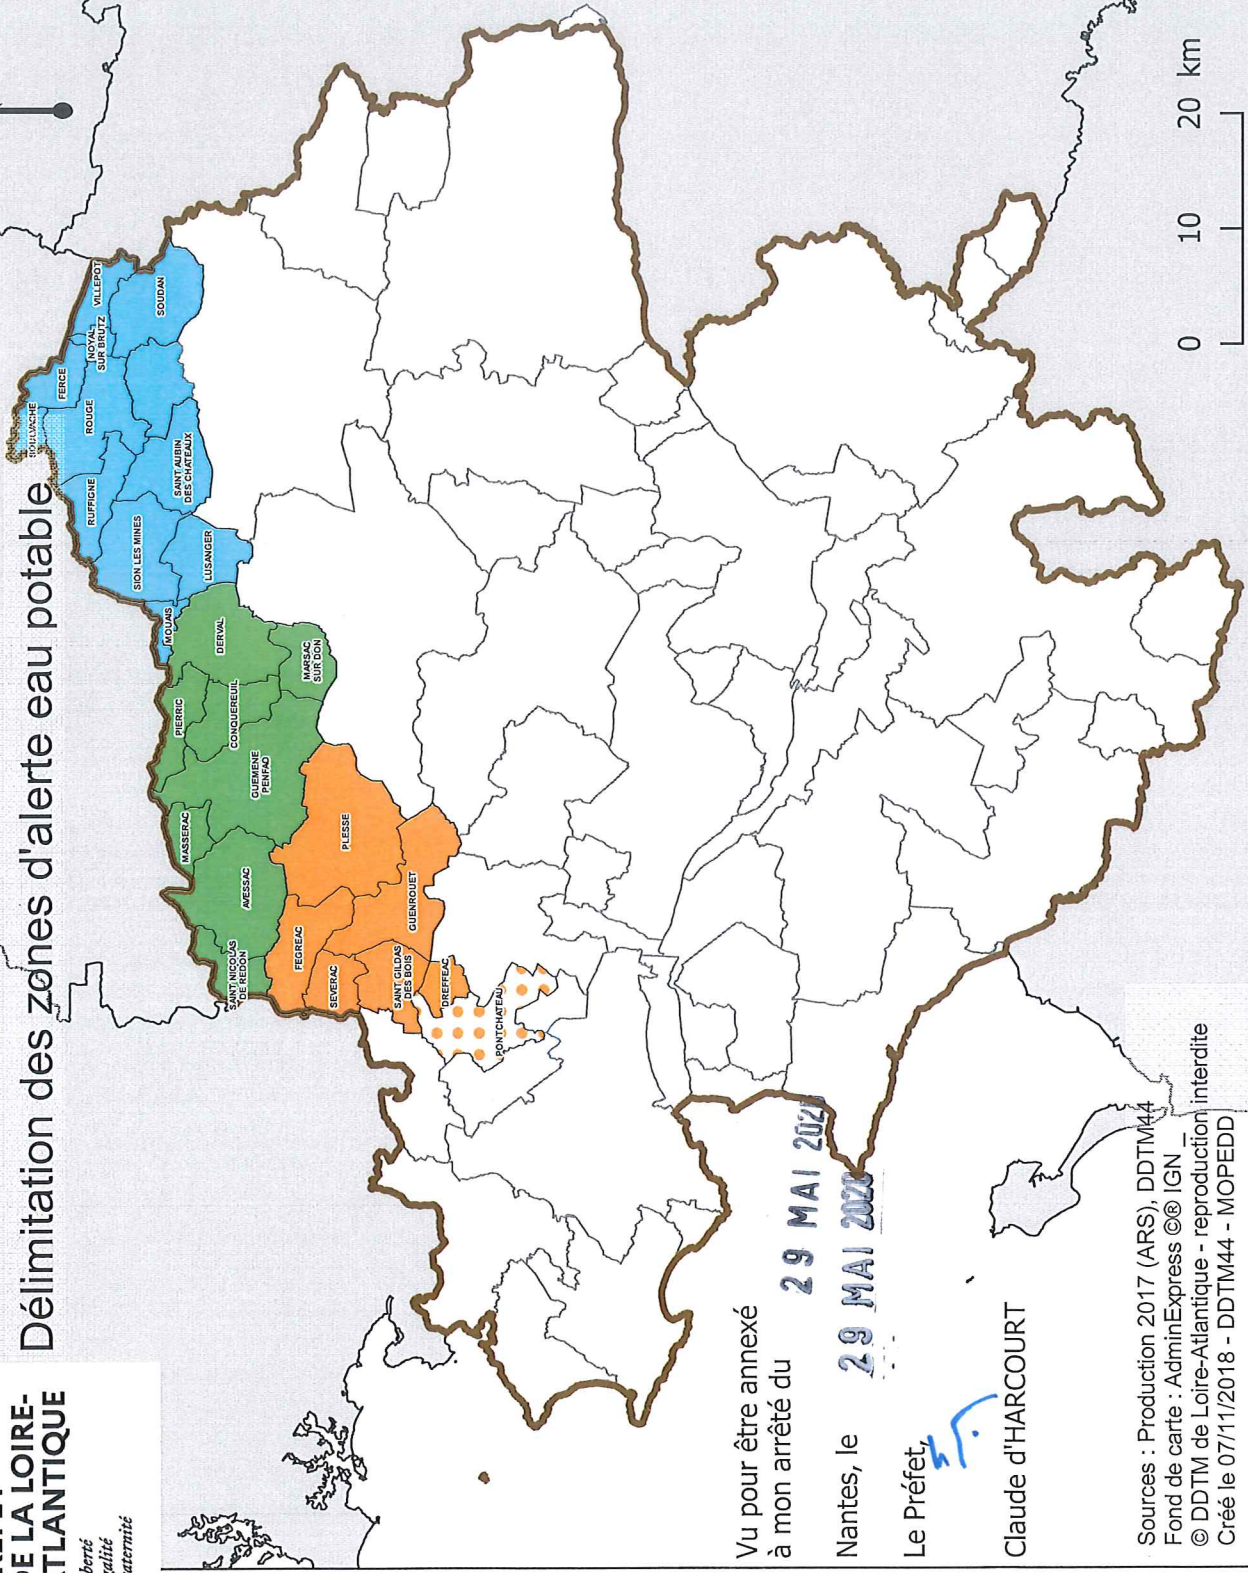 DE LA LOIRE-
ATLANTIQUE
Délimitation des zones d'alerte eau potable
SOULVACHE
FERCE
VILLEPOT
NOYAL
SUR BRUTZ
ROUGE
RUFFIGNE
SOUDAN
SAINT AUBIN
DES CHATEAUX
SION LES MINES
LUSANGER
MOUAIS
DERVAL
PIERRIC
CONQUEREUIL
MARSAC
SUR DON
GUEMENE
PENFAO
MASSERAC
AVESSAC
SAINT NICOLAS
DE REDON
PLESSE
FEGREAC
GUENROUET
SEVERAC
SAINT GILDAS
DES BOIS
DREFFEAC
PONTCHATEAU
Vu pour être annexé
à mon arrêté du 29 MAI 2020
Nantes, le 29 MAI 2020
Le Préfet,
Claude d'HARCOURT
0 10 20 km
Sources : Production 2017 (ARS), DDTM44
Fond de carte : AdminExpress ©® IGN
© DDTM de Loire-Atlantique - reproduction interdite
Créé le 07/11/2018 - DDTM44 - MOPEDD